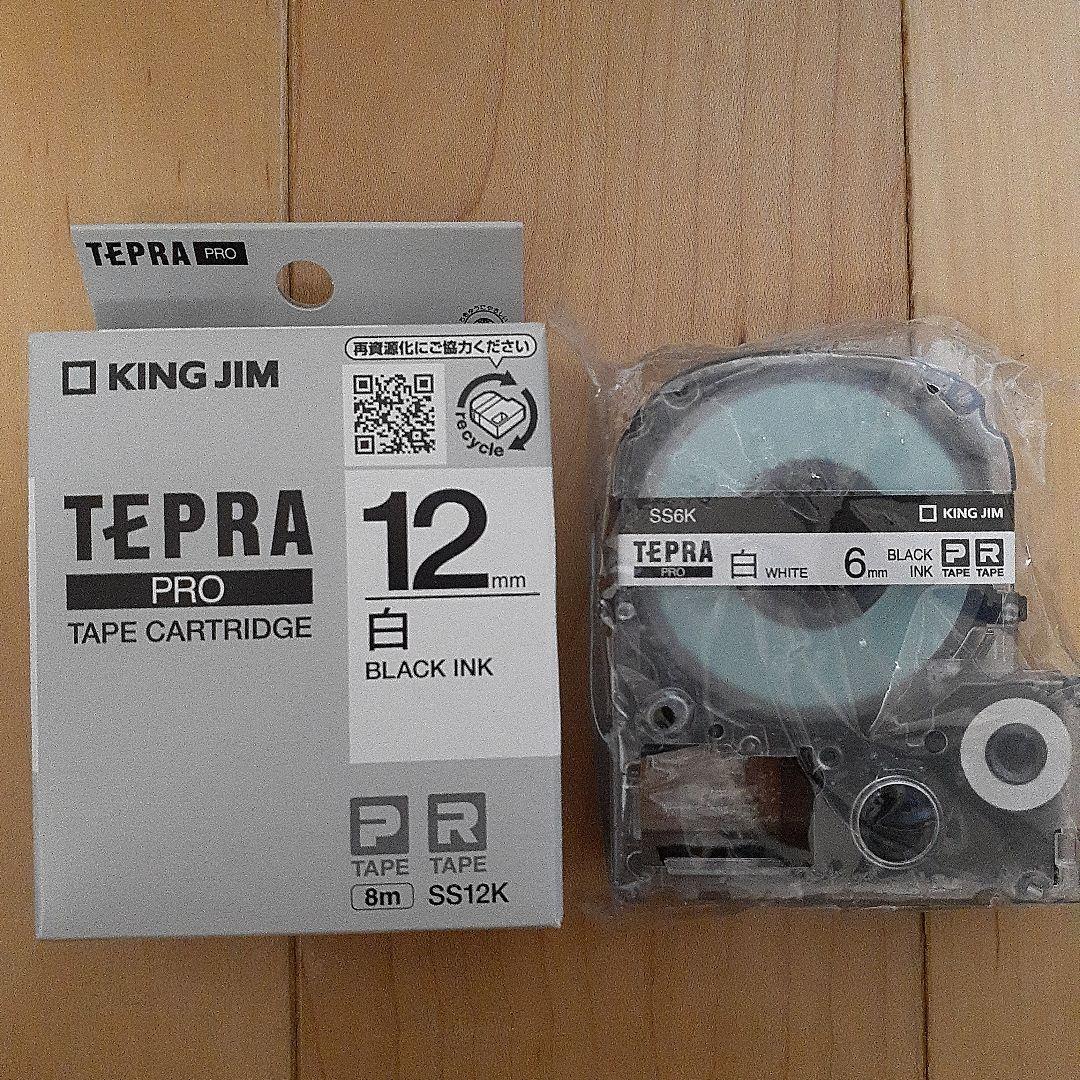 TEPRA PRO
KING JIM
再資源化にご協力ください
recycle
TEPRA
PRO
TAPE CARTRIDGE
12mm
白
BLACK INK
P TAPE
R TAPE
8m
SS12K
SS6K
KING JIM
TEPRA
PRO
白 WHITE
6mm
BLACK
INK
P TAPE
R TAPE